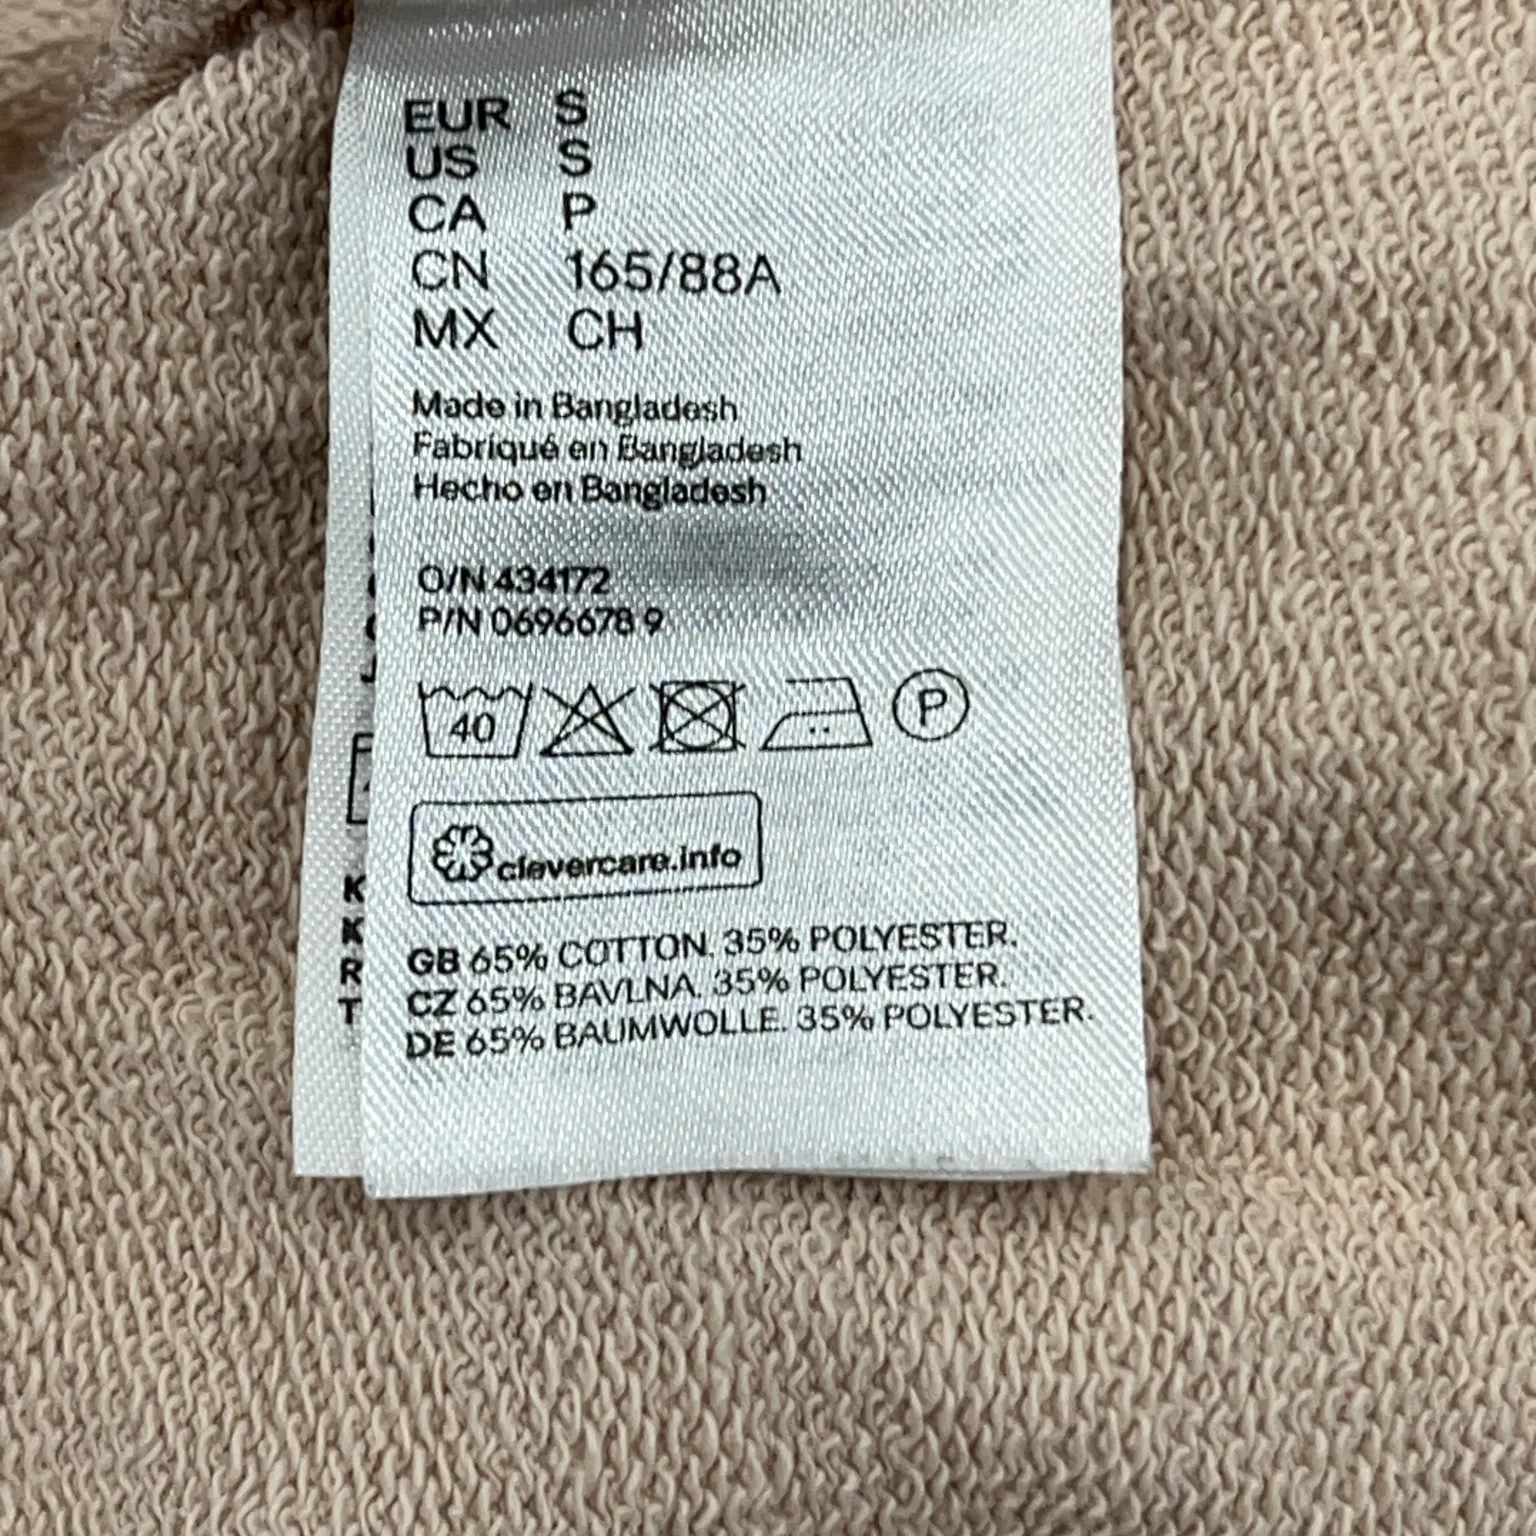 EUR S
US S
CA P
CN 165/88A
MX CH
Made in Bangladesh
Fabriqué en Bangladesh
Hecho en Bangladesh
O/N 434172
P/N 0696678 9
40
P
clevercare.info
GB 65% COTTON. 35% POLYESTER.
CZ 65% BAVLNA. 35% POLYESTER.
DE 65% BAUMWOLLE. 35% POLYESTER.
K
K
R
T